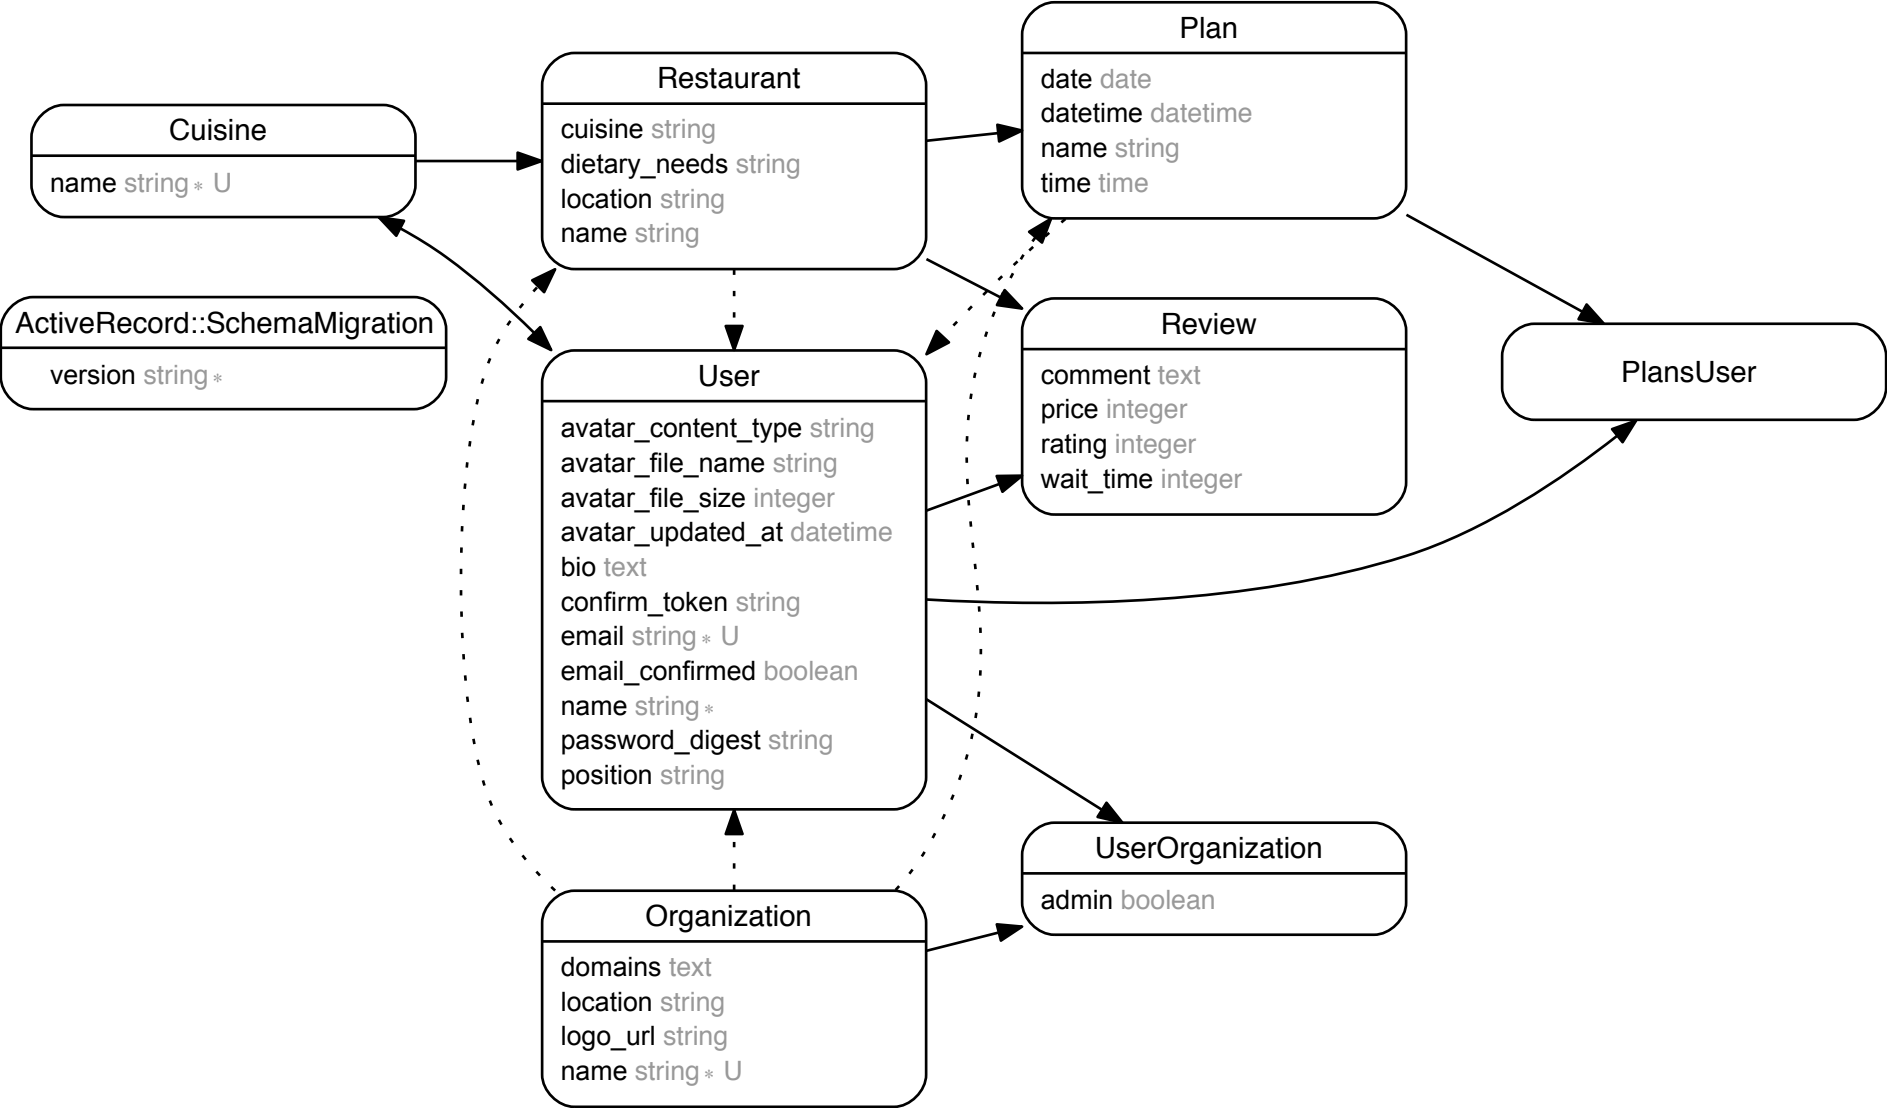 Cuisine
name string∗ U
ActiveRecord::SchemaMigration
version string∗
Restaurant
cuisine string
dietary_needs string
location string
name string
User
avatar_content_type string
avatar_file_name string
avatar_file_size integer
avatar_updated_at datetime
bio text
confirm_token string
email string∗ U
email_confirmed boolean
name string∗
password_digest string
position string
Organization
domains text
location string
logo_url string
name string∗ U
Plan
date date
datetime datetime
name string
time time
Review
comment text
price integer
rating integer
wait_time integer
UserOrganization
admin boolean
PlansUser